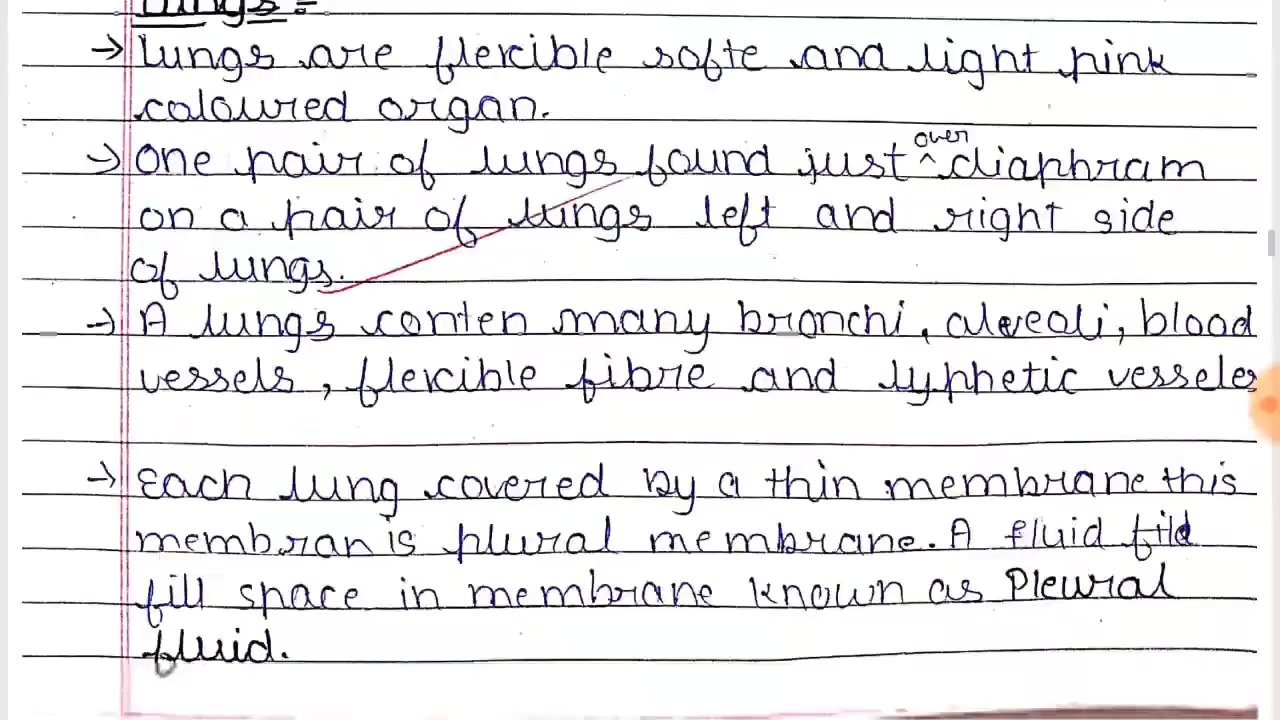 Lungs :-
→ Lungs are flexible softe and light pink
coloured organ.
→ One pair of lungs found just ^over diaphram
on a pair of lungs left and right side
of lungs.
→ A lungs conten many bronchi, alveoli, blood
vessels, flexible fibre and lyphetic vesseles
→ Each lung covered by a thin membrane this
membran is plural membrane. A fluid fild
fill space in membrane known as Pleural
fluid.